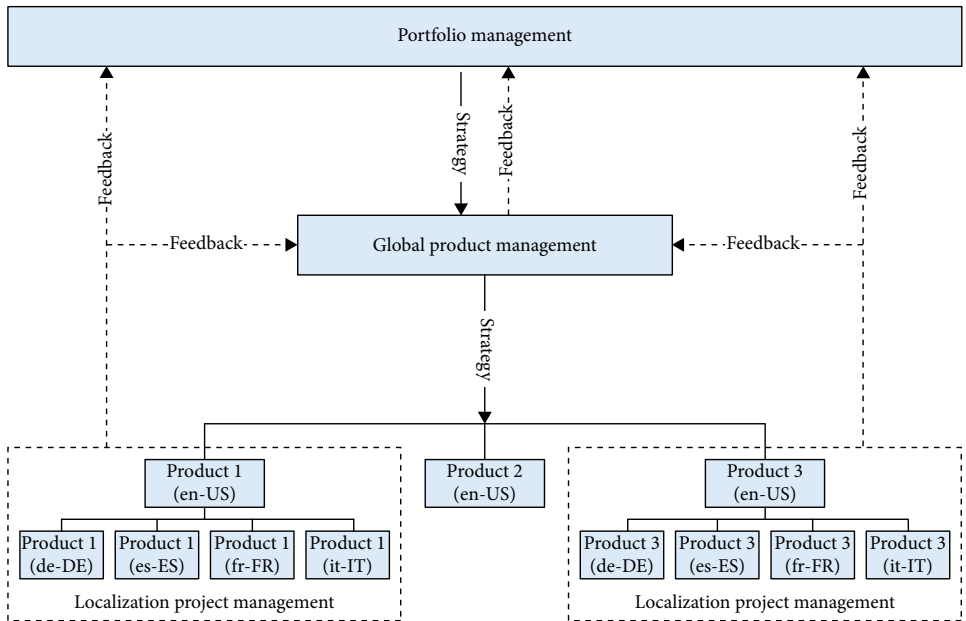 Portfolio management
Feedback
Strategy
Feedback
Feedback
Feedback
Global product management
Feedback
Strategy
Product 1
(en-US)
Product 2
(en-US)
Product 3
(en-US)
Product 1
(de-DE)
Product 1
(es-ES)
Product 1
(fr-FR)
Product 1
(it-IT)
Product 3
(de-DE)
Product 3
(es-ES)
Product 3
(fr-FR)
Product 3
(it-IT)
Localization project management
Localization project management